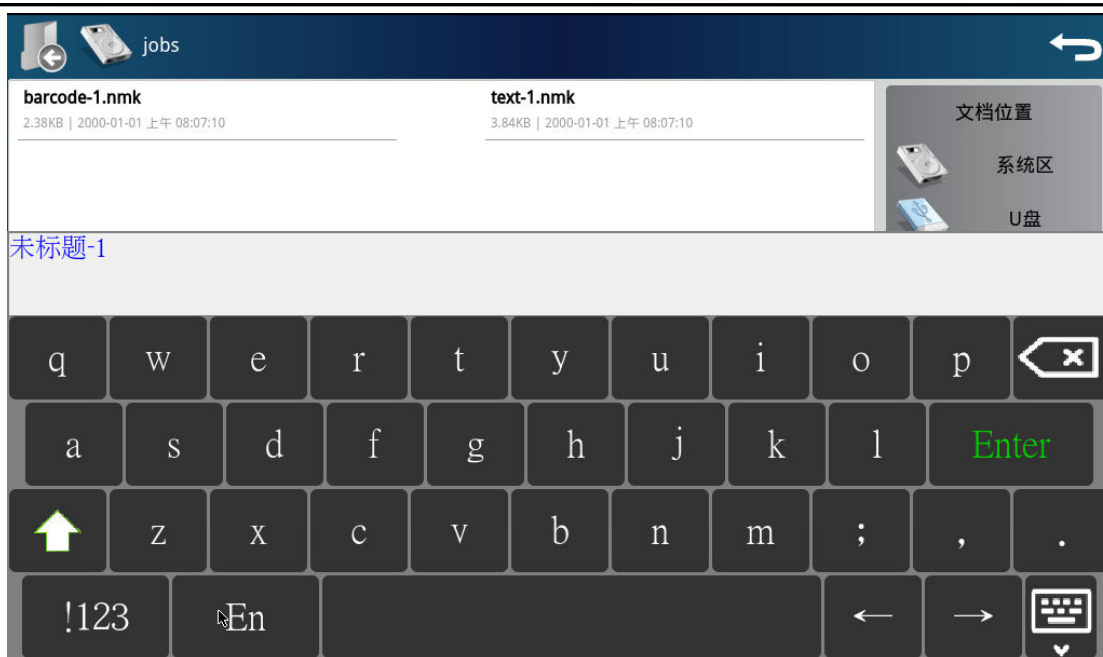 jobs
barcode-1.nmk
2.38KB | 2000-01-01 上午 08:07:10
text-1.nmk
3.84KB | 2000-01-01 上午 08:07:10
文档位置
系统区
U盘
未标题-1
q w e r t y u i o p
a s d f g h j k l Enter
z x c v b n m ; , .
!123 En ← →